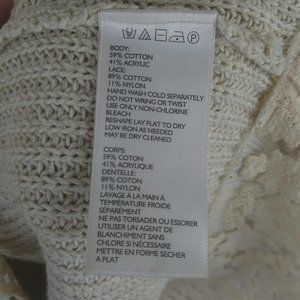 BODY:
59% COTTON
41% ACRYLIC
LACE:
89% COTTON
11% NYLON
HAND WASH COLD SEPARATELY
DO NOT WRING OR TWIST
USE ONLY NON-CHLORINE
BLEACH
RESHAPE LAY FLAT TO DRY
LOW IRON AS NEEDED
MAY BE DRY CLEANED
CORPS:
59% COTON
41% ACRYLIQUE
DENTELLE:
89% COTON
11% NYLON
LAVAGE À LA MAIN À
TEMPÉRATURE FROIDE
SÉPARÉMENT
NE PAS TORSADER OU ESSORER
UTILISER UN AGENT DE
BLANCHIMENT SANS
CHLORE SI NÉCESSAIRE
METTRE EN FORME SECHER
A PLAT